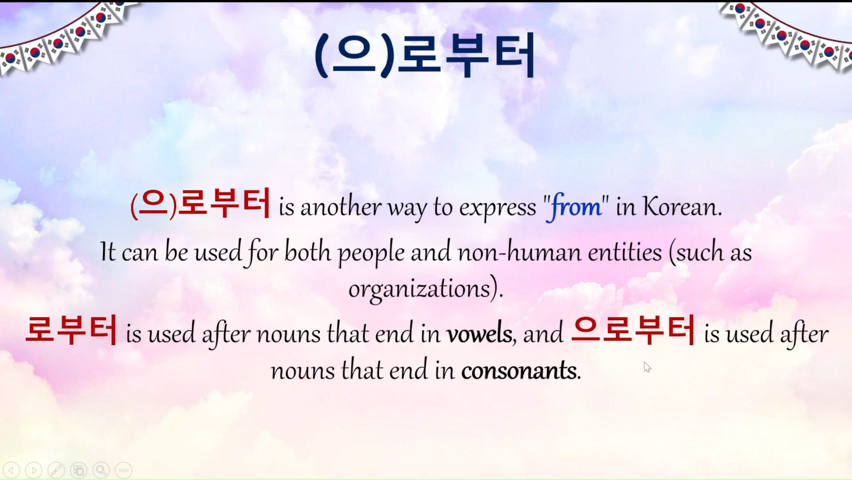 (으)로부터
(으)로부터 is another way to express "from" in Korean.
It can be used for both people and non-human entities (such as
organizations).
로부터 is used after nouns that end in vowels, and 으로부터 is used after
nouns that end in consonants.